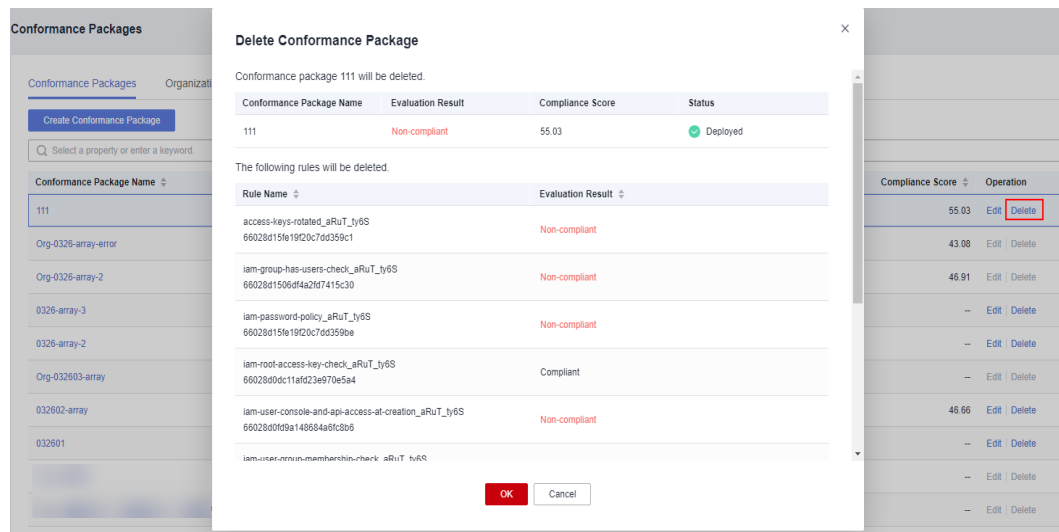 Conformance Packages
Conformance Packages Organizati
Create Conformance Package
Select a property or enter a keyword.
Conformance Package Name
111
Org-0326-array-error
Org-0326-array-2
0326-array-3
0326-array-2
Org-032603-array
032602-array
032601
Delete Conformance Package
Conformance package 111 will be deleted.
Conformance Package Name Evaluation Result Compliance Score Status
111 Non-compliant 55.03 Deployed
The following rules will be deleted.
Rule Name Evaluation Result
access-keys-rotated_aRuT_ty6S
66028d15fe19f20c7dd359c1
Non-compliant
iam-group-has-users-check_aRuT_ty6S
66028d1506df4a2fd7415c30
Non-compliant
iam-password-policy_aRuT_ty6S
66028d15fe19f20c7dd359be
Non-compliant
iam-root-access-key-check_aRuT_ty6S
66028d0dc11afd23e970e5a4
Compliant
iam-user-console-and-api-access-at-creation_aRuT_ty6S
66028d0fd9a148684a6fc8b6
Non-compliant
iam-user-group-membership-check_aRuT_ty6S
OK Cancel
Compliance Score Operation
55.03 Edit Delete
43.08 Edit Delete
46.91 Edit Delete
-- Edit Delete
-- Edit Delete
-- Edit Delete
46.66 Edit Delete
-- Edit Delete
-- Edit Delete
-- Edit Delete